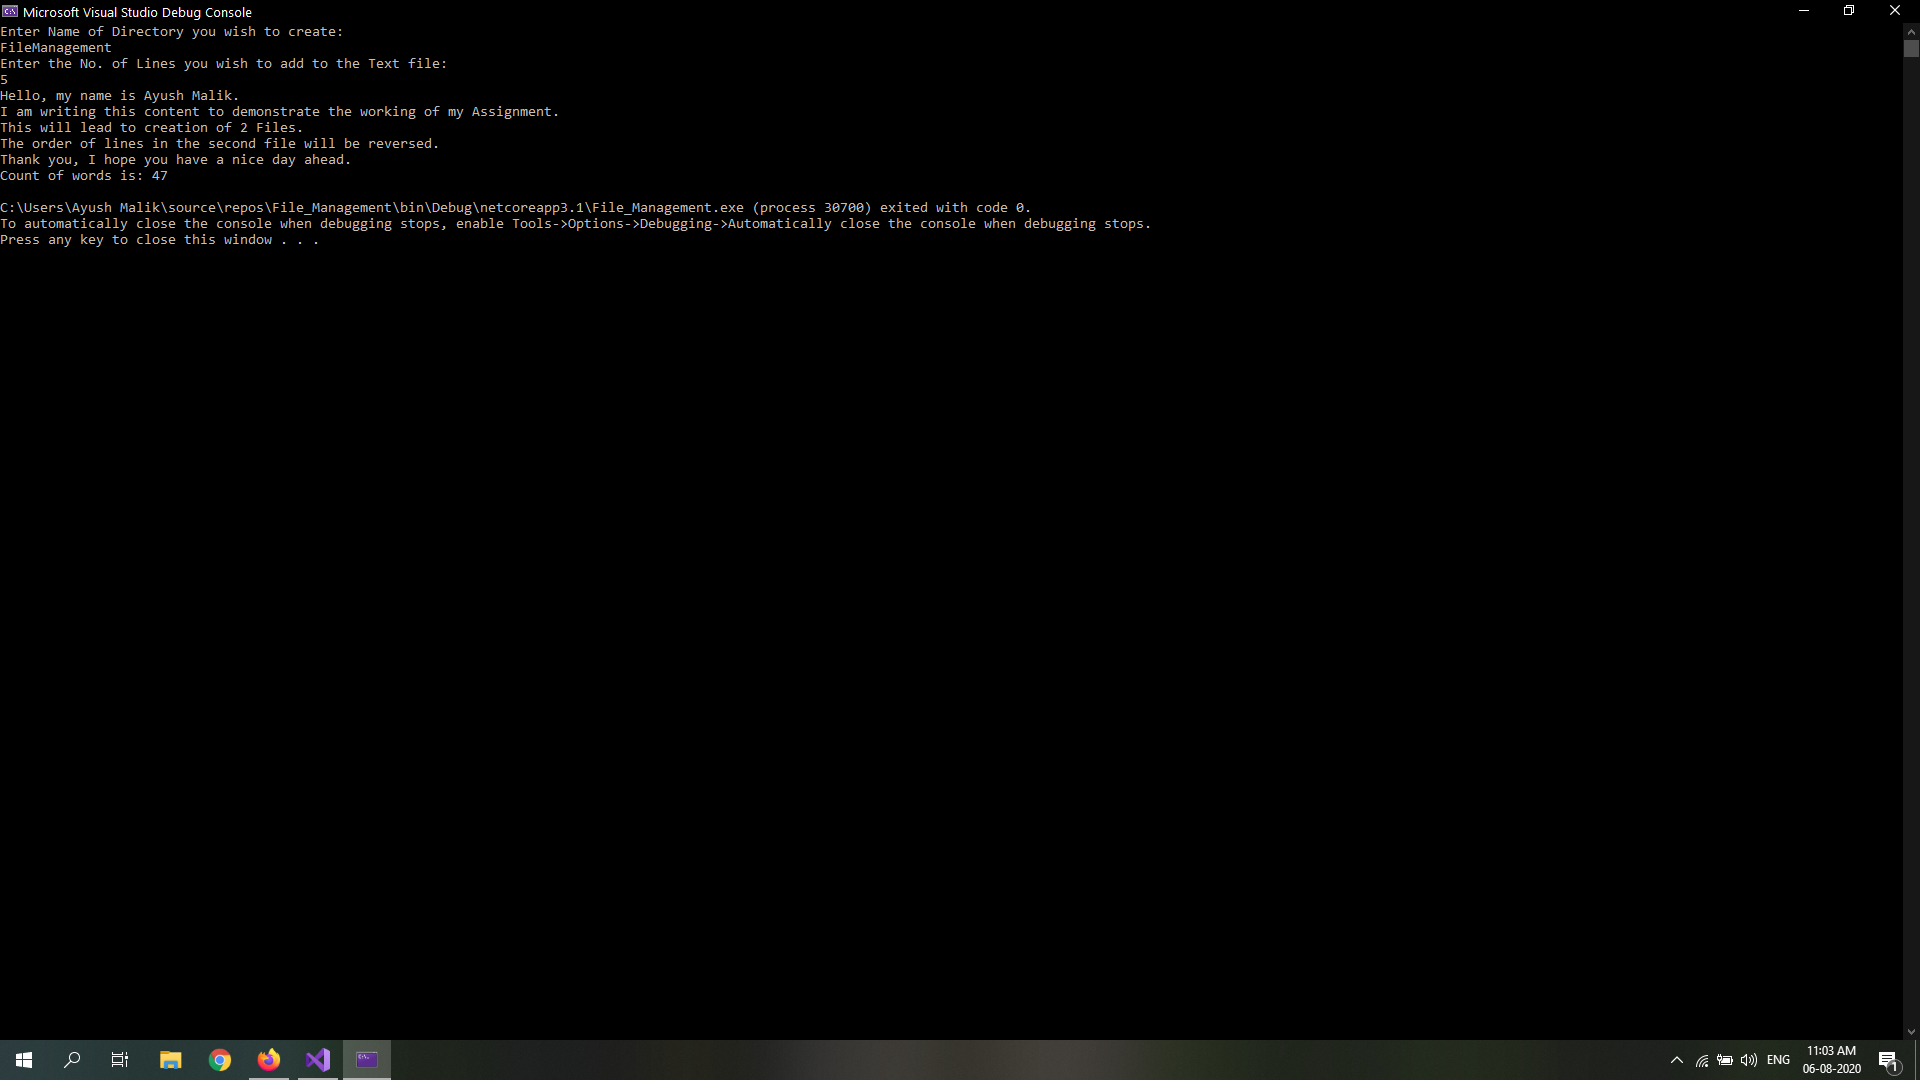 Microsoft Visual Studio Debug Console
Enter Name of Directory you wish to create:
FileManagement
Enter the No. of Lines you wish to add to the Text file:
5
Hello, my name is Ayush Malik.
I am writing this content to demonstrate the working of my Assignment.
This will lead to creation of 2 Files.
The order of lines in the second file will be reversed.
Thank you, I hope you have a nice day ahead.
Count of words is: 47
C:\Users\Ayush Malik\source\repos\File_Management\bin\Debug\netcoreapp3.1\File_Management.exe (process 30700) exited with code 0.
To automatically close the console when debugging stops, enable Tools->Options->Debugging->Automatically close the console when debugging stops.
Press any key to close this window . . .
ENG
11:03 AM
06-08-2020
1